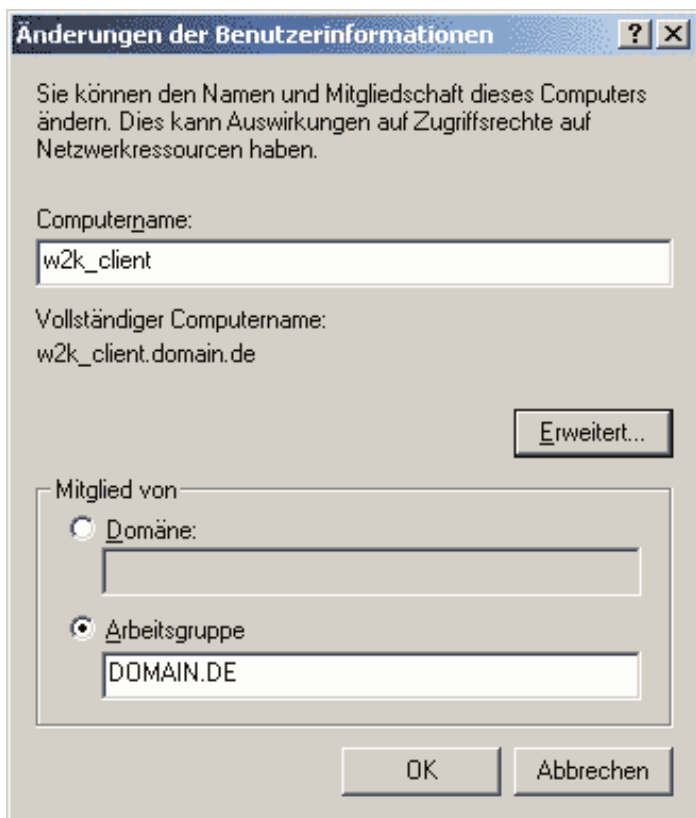 Änderungen der Benutzerinformationen
Sie können den Namen und Mitgliedschaft dieses Computers
ändern. Dies kann Auswirkungen auf Zugriffsrechte auf
Netzwerkressourcen haben.
Computername:
w2k_client
Vollständiger Computername:
w2k_client.domain.de
Erweitert...
Mitglied von
Domäne:
Arbeitsgruppe
DOMAIN.DE
OK Abbrechen